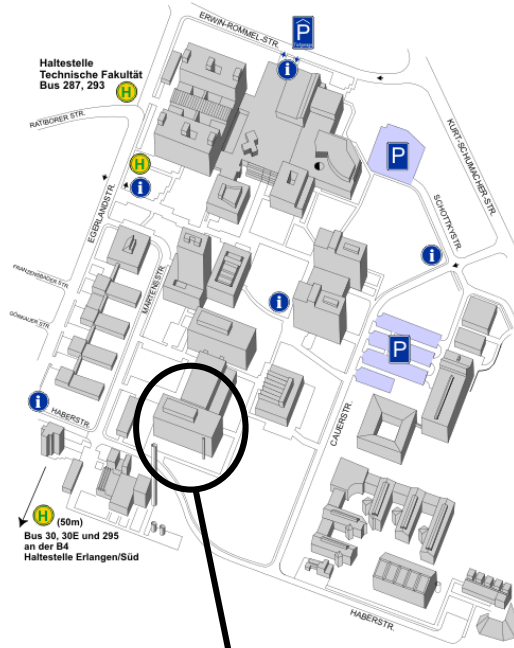 ERWIN-ROMMEL-STR.
P
i
Haltestelle
Technische Fakultät
Bus 287, 293
H
RATIBORER STR.
KURT-SCHUMACHER-STR.
P
H
i
EGERLANDSTR.
SCHOTTKYSTR.
i
FRANZENSBADER STR.
MARTENSSTR.
i
GÖRKAUER STR.
P
i
HABERSTR.
CAUERSTR.
H (50m)
Bus 30, 30E und 295
an der B4
Haltestelle Erlangen/Süd
HABERSTR.